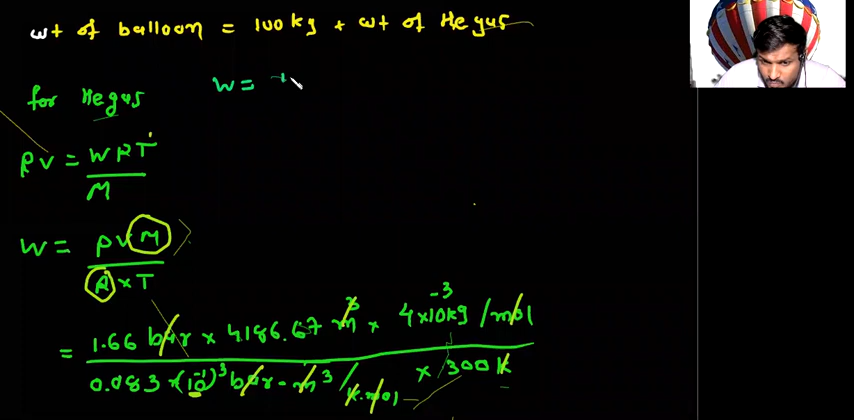 wt of balloon = 100 kg + wt of He gas
for He gas
W =
PV = WRT / M
W = PVM / R × T
= 1.66 bar × 4186.67 m³ × 4×10⁻³ kg / mol
0.083 × (10⁻¹)³ bar - m³ / K.mol × 300 K